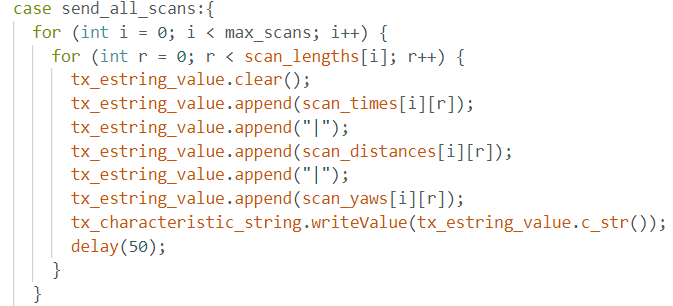 case send_all_scans:{
for (int i = 0; i < max_scans; i++) {
for (int r = 0; r < scan_lengths[i]; r++) {
tx_estring_value.clear();
tx_estring_value.append(scan_times[i][r]);
tx_estring_value.append("|");
tx_estring_value.append(scan_distances[i][r]);
tx_estring_value.append("|");
tx_estring_value.append(scan_yaws[i][r]);
tx_characteristic_string.writeValue(tx_estring_value.c_str());
delay(50);
}
}